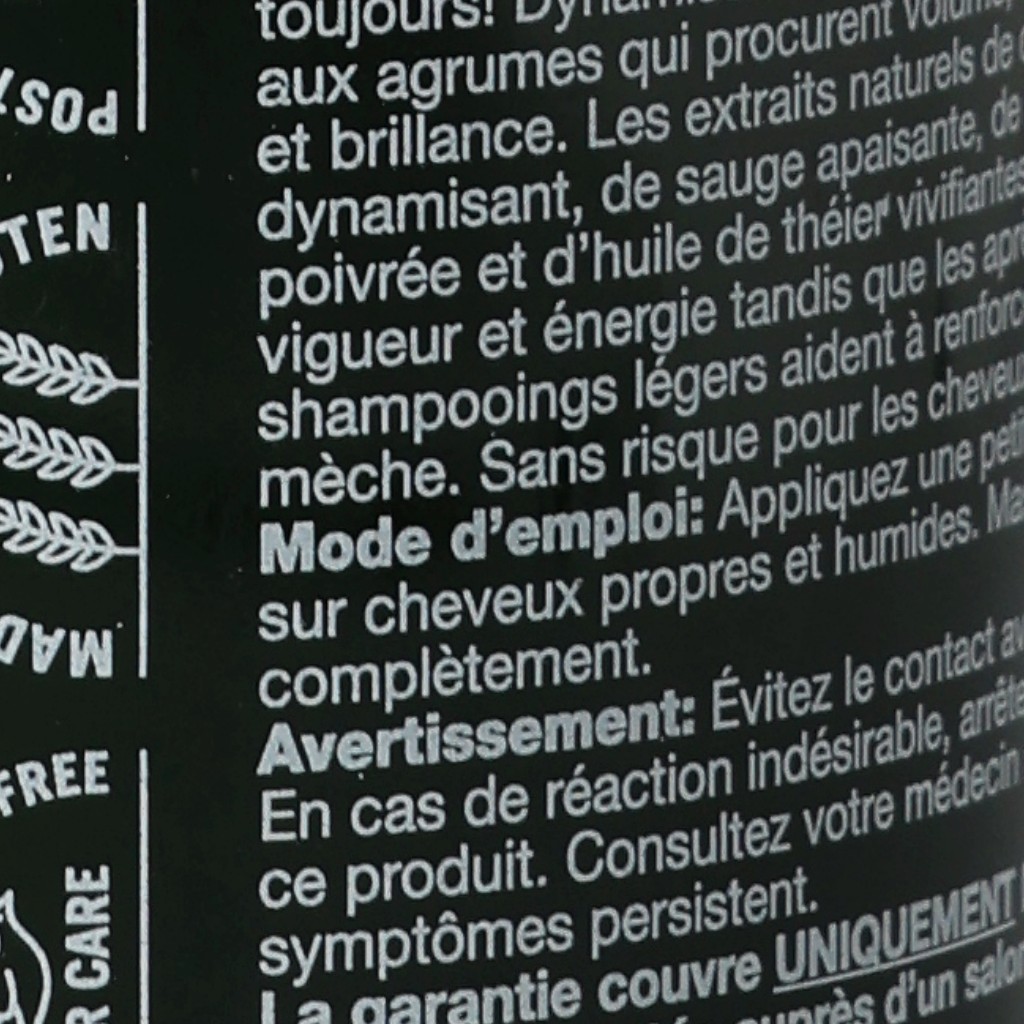 TEN
FREE
CARE
toujours!
aux agrumes qui procurent
et brillance. Les extraits naturels de
dynamisant, de sauge apaisante, de
poivrée et d'huile de théier vivifiantes
vigueur et énergie tandis que les
shampooings légers aident à
mèche. Sans risque pour les
Mode d'emploi: Appliquez une
sur cheveux propres et humides.
complètement.
Avertissement: Évitez le contact
En cas de réaction indésirable,
ce produit. Consultez votre médecin
symptômes persistent.
La garantie couvre UNIQUEMENT
d'un